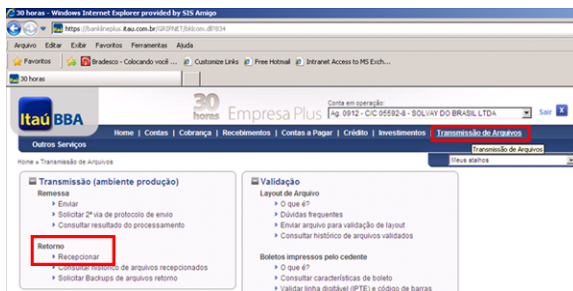 30 horas - Windows Internet Explorer provided by SIS Amigo
https://bankline.itau.com.br/GRIPNET/bklcom.dll?834
Arquivo Editar Exibir Favoritos Ferramentas Ajuda
Favoritos Bradesco - Colocando você ... Customize Links Free Hotmail Intranet Access to MS Exch...
30 horas
Itaú BBA
30 horas Empresa Plus
Conta em operação:
Ag. 0912 - C/C 05592-8 - SOLVAY DO BRASIL LTDA
Sair X
Home | Contas | Cobrança | Recebimentos | Contas a Pagar | Crédito | Investimentos | Transmissão de Arquivos
Outros Serviços
Transmissão de Arquivos
Home » Transmissão de Arquivos
Meus atalhos
Transmissão (ambiente produção)
Remessa
Enviar
Solicitar 2ª via de protocolo de envio
Consultar resultado do processamento
Retorno
Recepcionar
Consultar histórico de arquivos recepcionados
Solicitar Backups de arquivos retorno
Validação
Layout de Arquivo
O que é?
Dúvidas frequentes
Enviar arquivo para validação de layout
Consultar histórico de arquivos validados
Boletos impressos pelo cedente
O que é?
Consultar características de boleto
Validar linha digitável (IPTE) e código de barras